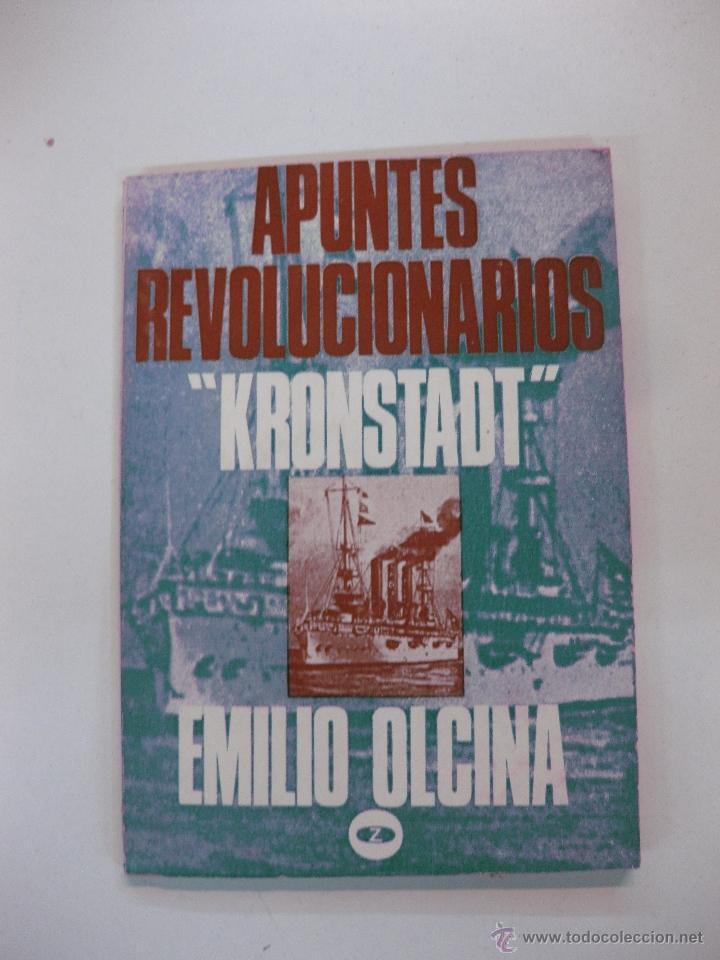 APUNTES
REVOLUCIONARIOS
"KRONSTADT"
EMILIO OLCINA
Z
www.todocoleccion.net